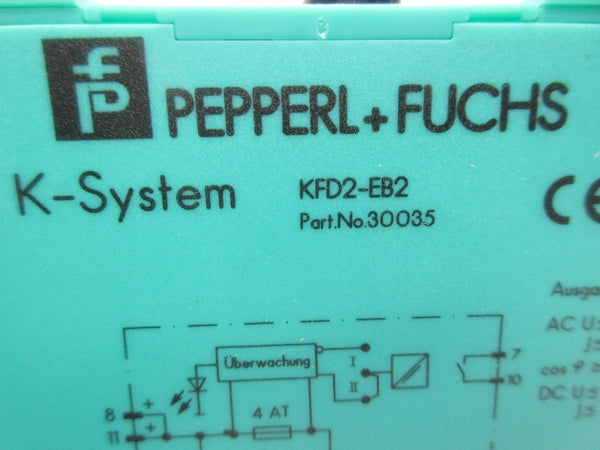 PEPPERL+FUCHS
K-System
KFD2-EB2
Part.No.30035
CE
Ausgan
AC U≤
J≤
cos φ ≥
DC U≤
J≤
Überwachung
I
II
7
10
8 +
11 +
4 AT